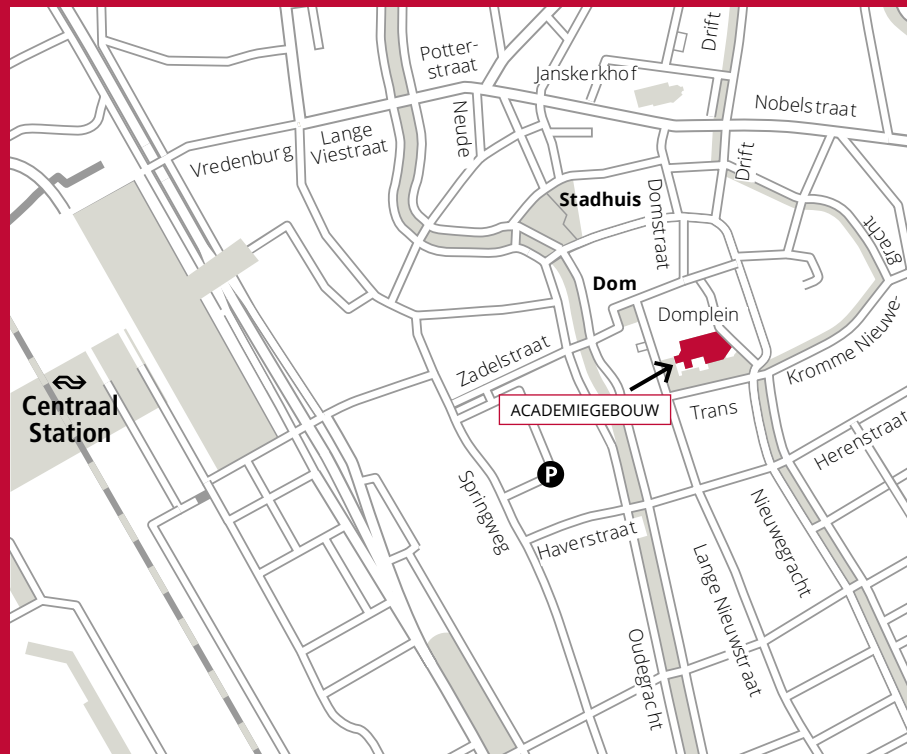 Potter-
straat
Drift
Janskerkhof
Nobelstraat
Neude
Lange
Viestraat
Vredenburg
Drift
Stadhuis
Domstraat
gracht
Dom
Domplein
Kromme Nieuwe-
Zadelstraat
Centraal
Station
ACADEMIEGEBOUW
Trans
Herenstraat
P
Springweg
Haverstraat
Nieuwegracht
Lange Nieuwstraat
Oudegracht